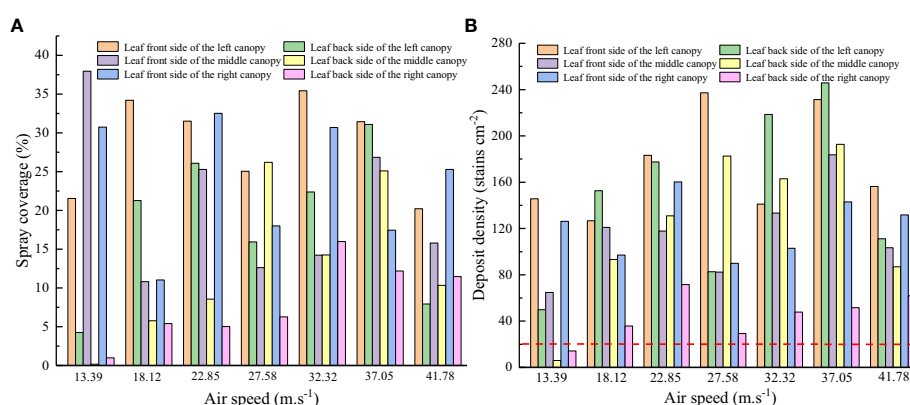 A
Spray coverage (%)
40
35
30
25
20
15
10
5
0
Leaf front side of the left canopy
Leaf back side of the left canopy
Leaf front side of the middle canopy
Leaf back side of the middle canopy
Leaf front side of the right canopy
Leaf back side of the right canopy
13.39 18.12 22.85 27.58 32.32 37.05 41.78
Air speed (m.s⁻¹)
B
Deposit density (stains cm⁻²)
280
240
200
160
120
80
40
0
Leaf front side of the left canopy
Leaf back side of the left canopy
Leaf front side of the middle canopy
Leaf back side of the middle canopy
Leaf front side of the right canopy
Leaf back side of the right canopy
13.39 18.12 22.85 27.58 32.32 37.05 41.78
Air speed (m.s⁻¹)